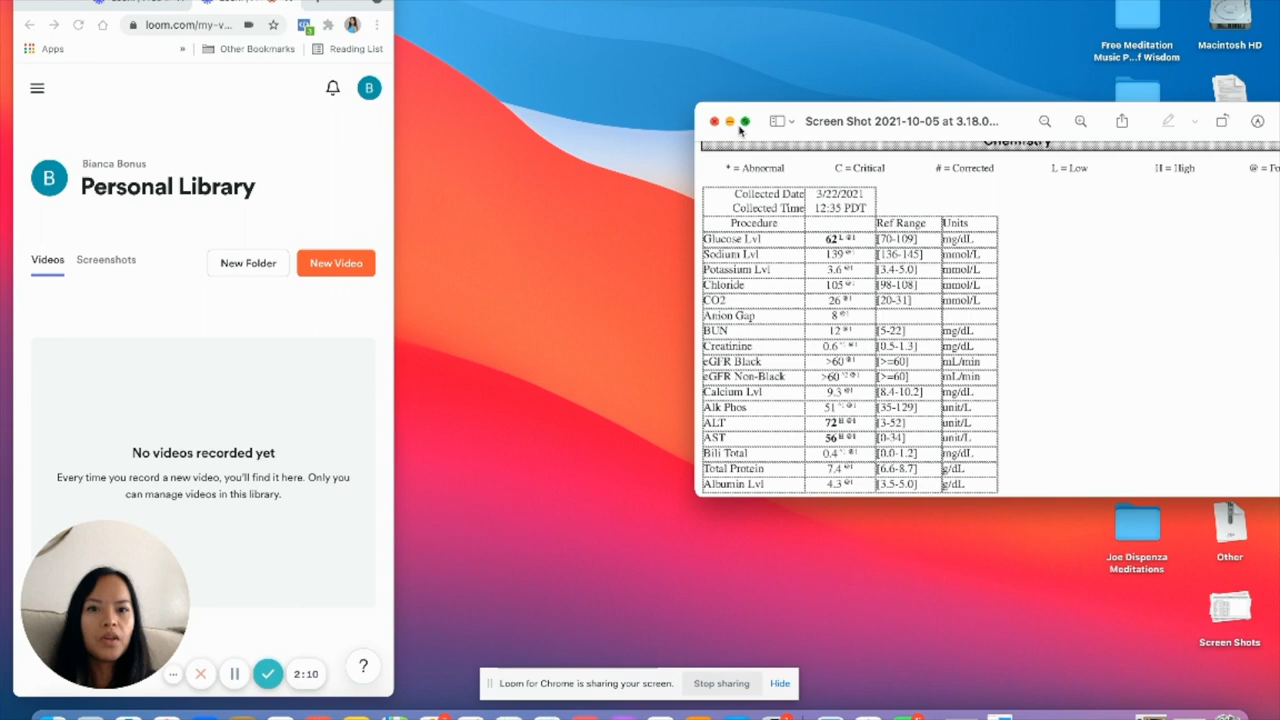 loom.com/my-v...
3
Apps
»
Other Bookmarks
Reading List
B
B
Bianca Bonus
Personal Library
Videos
Screenshots
New Folder
New Video
No videos recorded yet
Every time you record a new video, you'll find it here. Only you
can manage videos in this library.
2:10
?
Loom for Chrome is sharing your screen.
Stop sharing
Hide
Screen Shot 2021-10-05 at 3.18.0...
Chemistry
* = Abnormal C = Critical # = Corrected L = Low H = High
Collected Date 3/22/2021
Collected Time 12:35 PDT
Procedure Ref Range Units
Glucose Lvl 62 L [70-109] mg/dL
Sodium Lvl 139 [136-145] mmol/L
Potassium Lvl 3.6 [3.4-5.0] mmol/L
Chloride 105 [98-108] mmol/L
CO2 26 [20-31] mmol/L
Anion Gap 8
BUN 12 [5-22] mg/dL
Creatinine 0.6 [0.5-1.3] mg/dL
eGFR Black >60 [>=60] mL/min
eGFR Non-Black >60 [>=60] mL/min
Calcium Lvl 9.3 [8.4-10.2] mg/dL
Alk Phos 51 [35-129] unit/L
ALT 72 H [3-52] unit/L
AST 56 H [0-34] unit/L
Bili Total 0.4 [0.0-1.2] mg/dL
Total Protein 7.4 [6.6-8.7] g/dL
Albumin Lvl 4.3 [3.5-5.0] g/dL
Free Meditation
Music P...f Wisdom
Macintosh HD
Joe Dispenza
Meditations
Other
Screen Shots